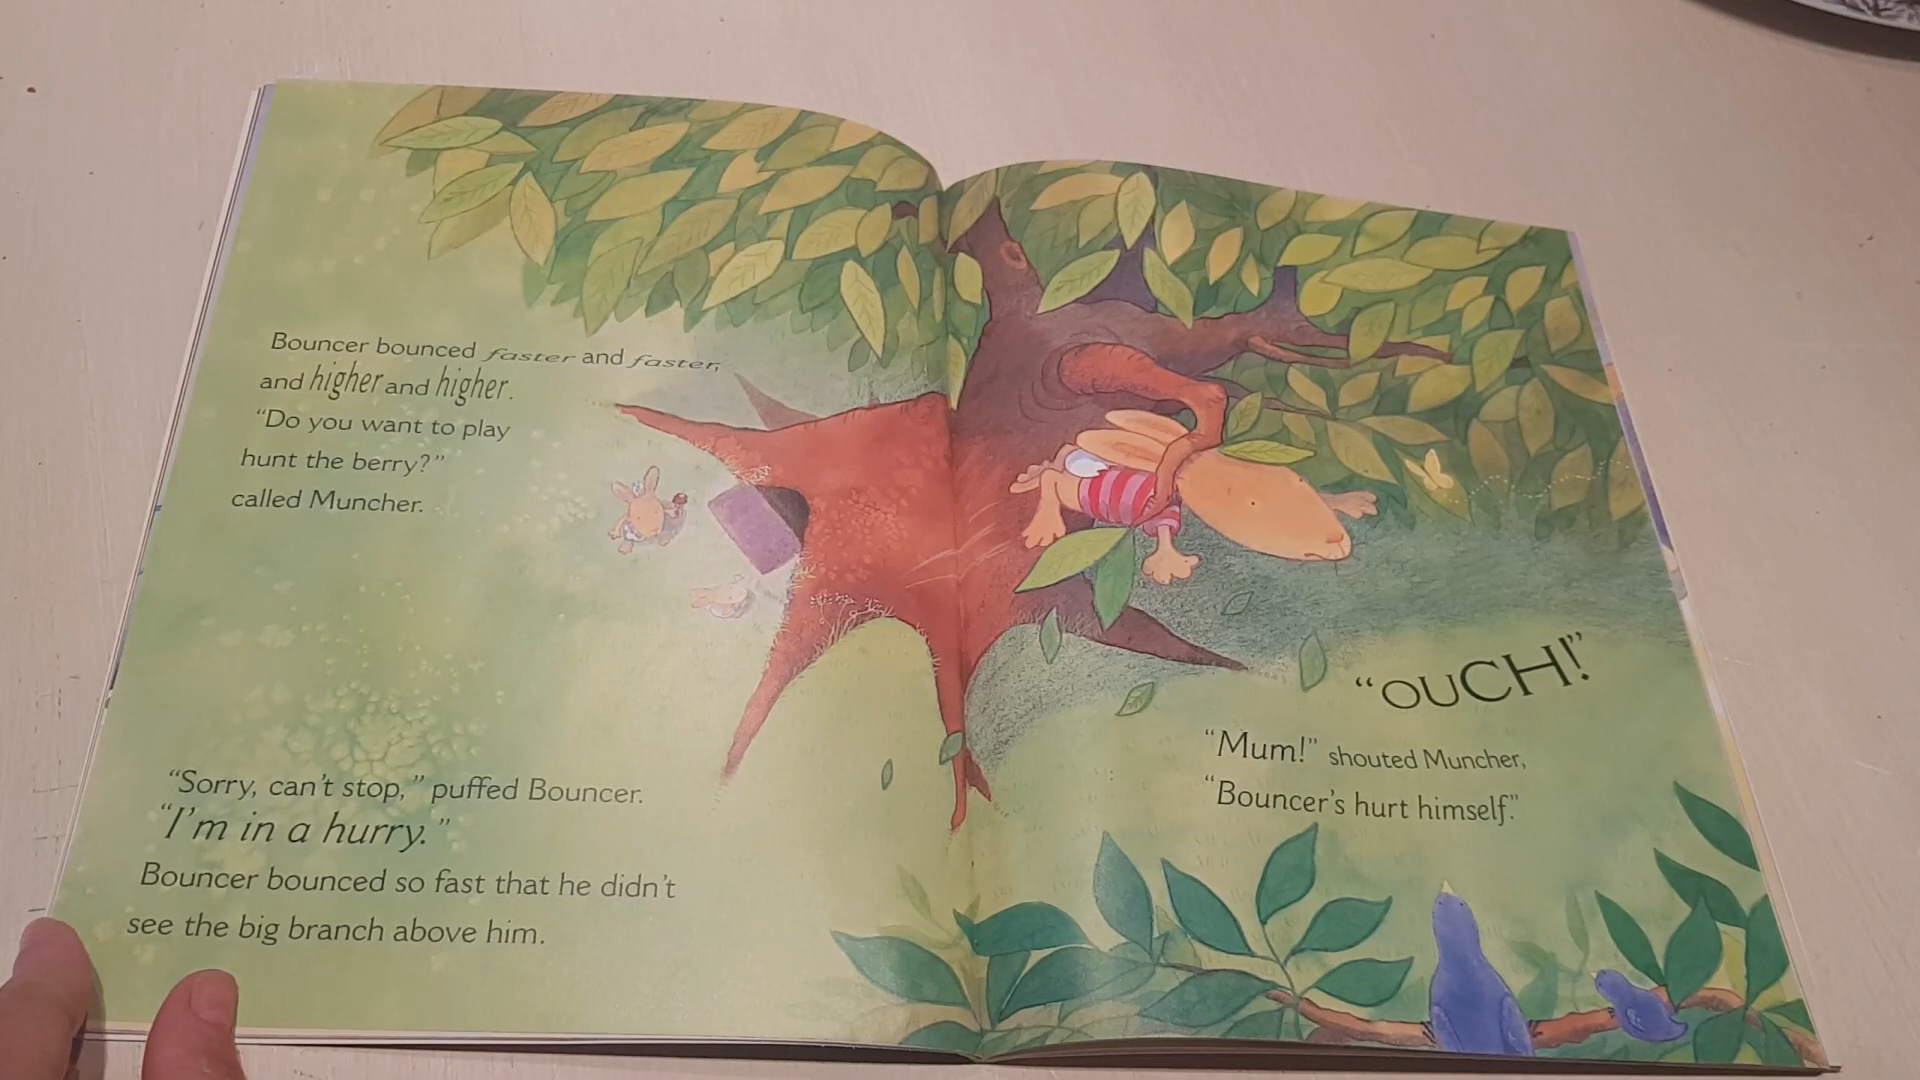 Bouncer bounced faster and faster,
and higher and higher.
“Do you want to play
hunt the berry?”
called Muncher.
“Sorry, can’t stop,” puffed Bouncer.
“I’m in a hurry.”
Bouncer bounced so fast that he didn’t
see the big branch above him.
“OUCH!”
“Mum!” shouted Muncher,
“Bouncer’s hurt himself.”